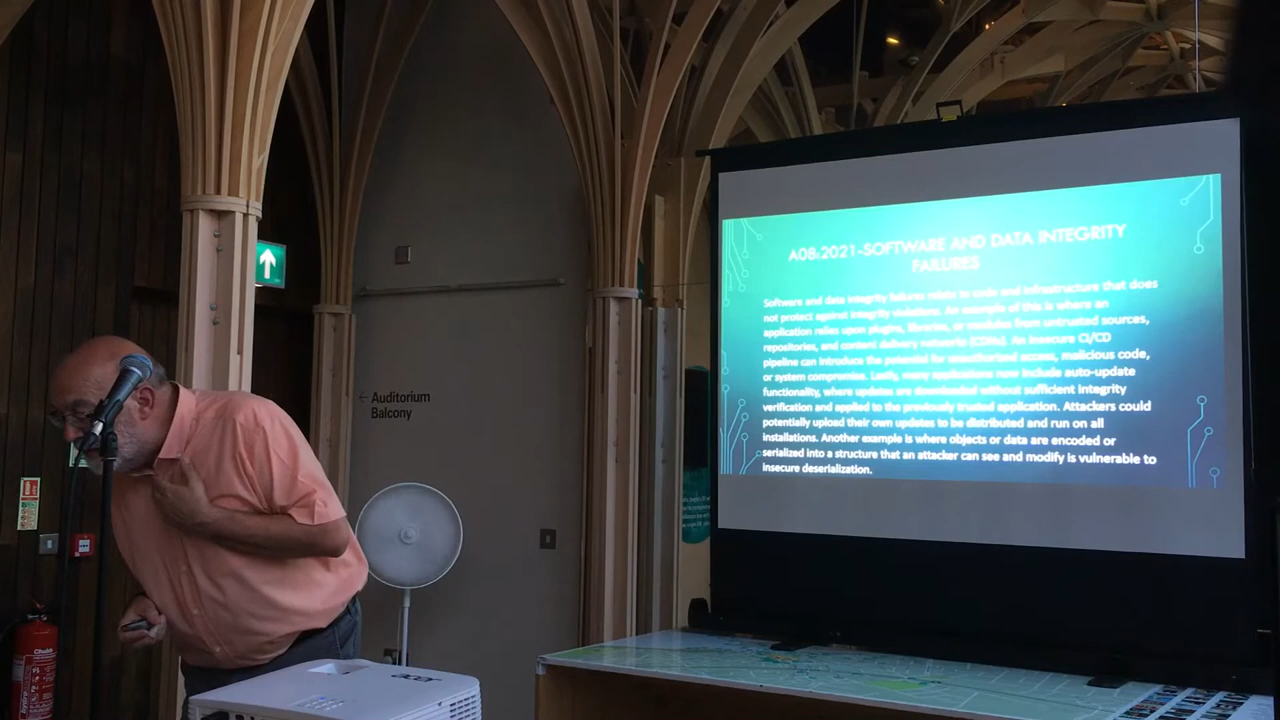 A08:2021-SOFTWARE AND DATA INTEGRITY
FAILURES
Software and data integrity failures relate to code and infrastructure that does
not protect against integrity violations. An example of this is where an
application relies upon plugins, libraries, or modules from untrusted sources,
repositories, and content delivery networks (CDNs). An insecure CI/CD
pipeline can introduce the potential for unauthorized access, malicious code,
or system compromise. Lastly, many applications now include auto-update
functionality, where updates are downloaded without sufficient integrity
verification and applied to the previously trusted application. Attackers could
potentially upload their own updates to be distributed and run on all
installations. Another example is where objects or data are encoded or
serialized into a structure that an attacker can see and modify is vulnerable to
insecure deserialization.
← Auditorium
Balcony
acer
Chubb